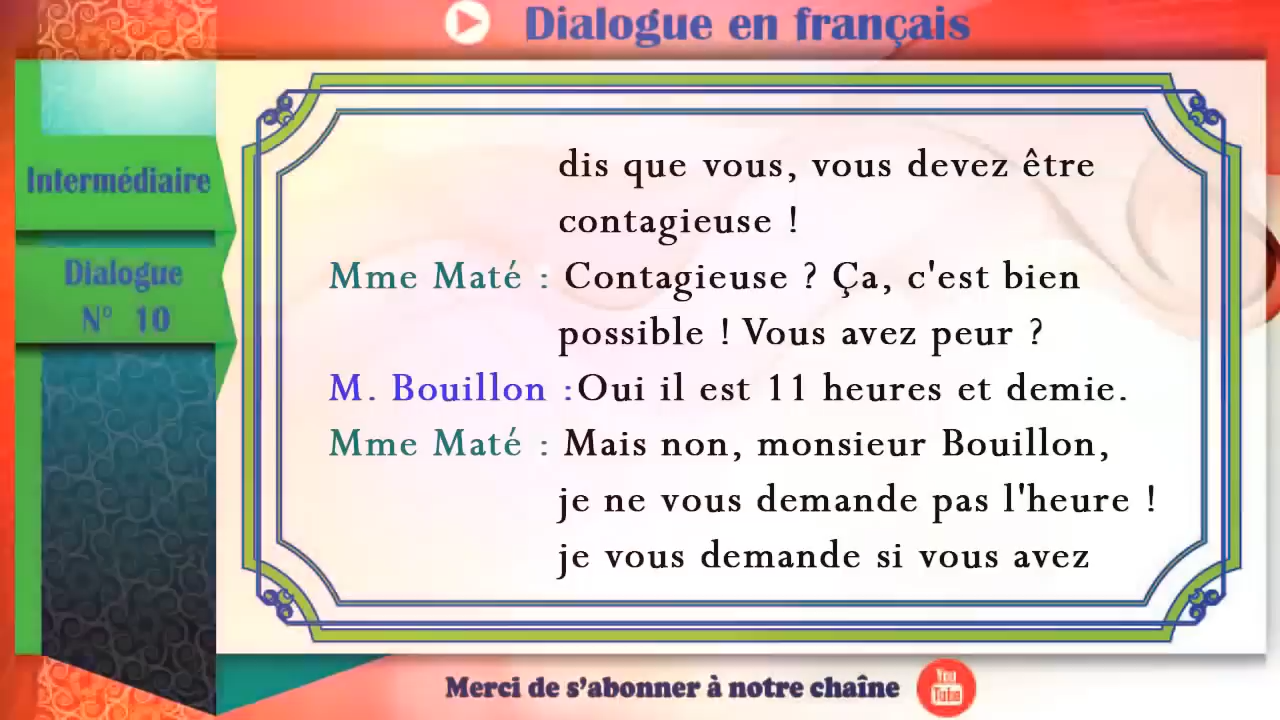 Dialogue en français
Intermédiaire
Dialogue
N° 10
dis que vous, vous devez être
contagieuse !
Mme Maté : Contagieuse ? Ça, c'est bien
possible ! Vous avez peur ?
M. Bouillon :Oui il est 11 heures et demie.
Mme Maté : Mais non, monsieur Bouillon,
je ne vous demande pas l'heure !
je vous demande si vous avez
Merci de s'abonner à notre chaîne
You
Tube